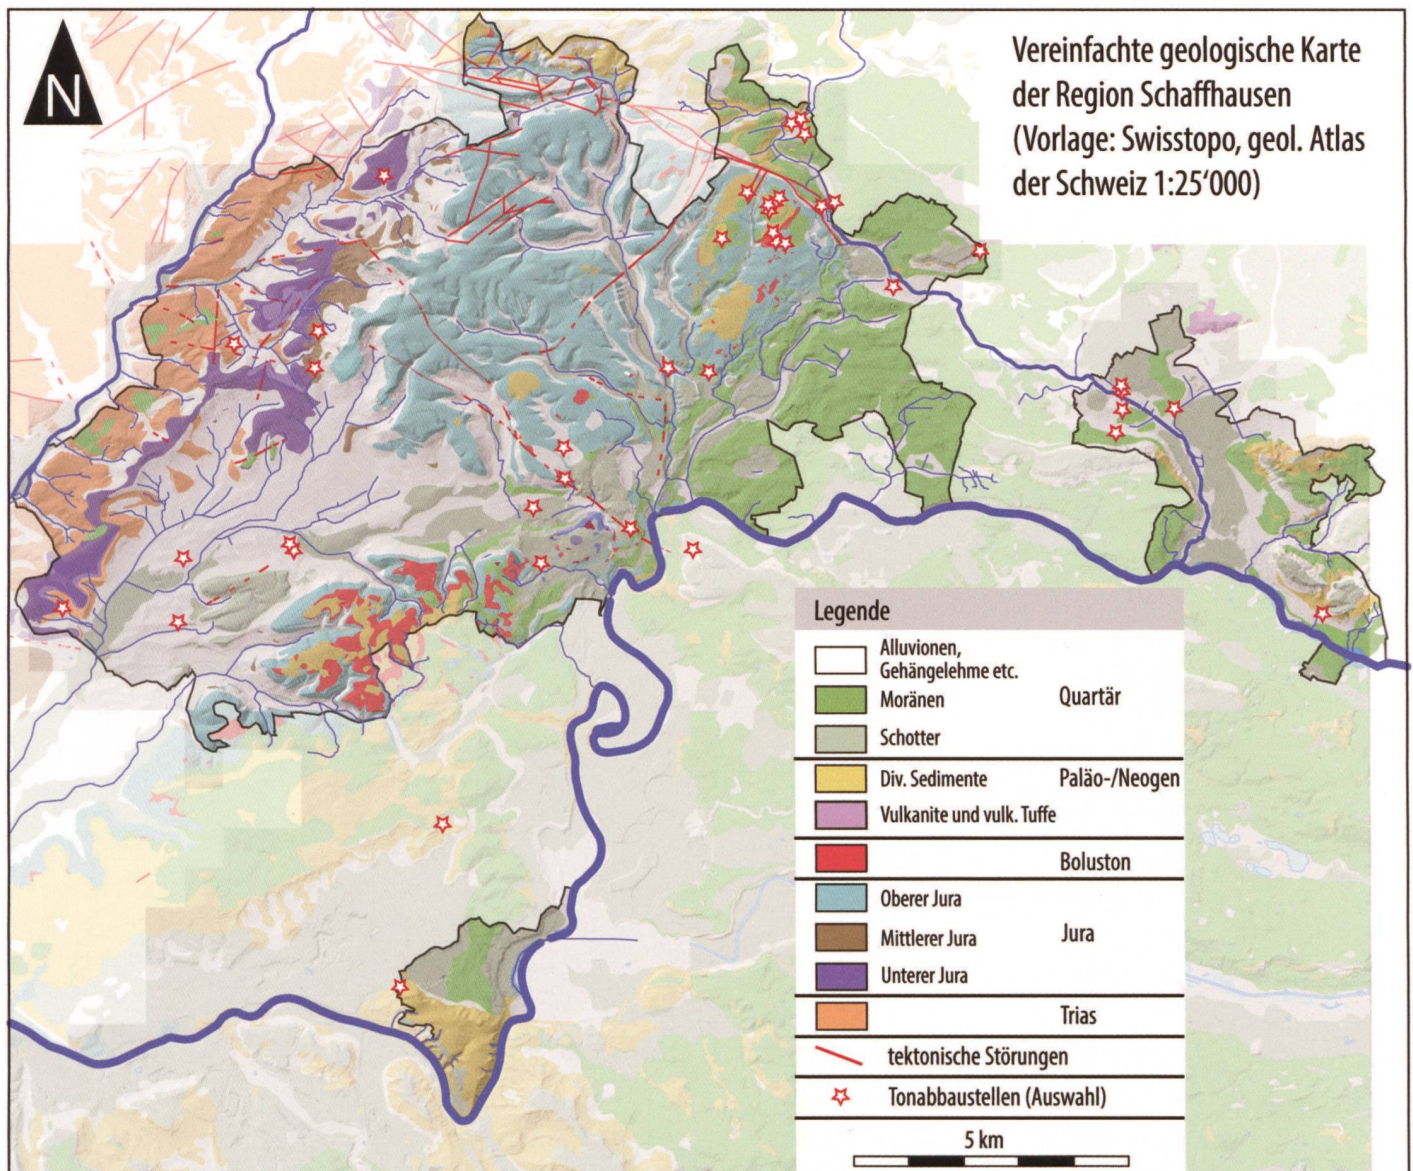 N
Vereinfachte geologische Karte
der Region Schaffhausen
(Vorlage: Swisstopo, geol. Atlas
der Schweiz 1:25‘000)
Legende
Alluvionen,
Gehängelehme etc.
Moränen
Quartär
Schotter
Div. Sedimente
Paläo-/Neogen
Vulkanite und vulk. Tuffe
Boluston
Oberer Jura
Mittlerer Jura
Jura
Unterer Jura
Trias
tektonische Störungen
Tonabbaustellen (Auswahl)
5 km